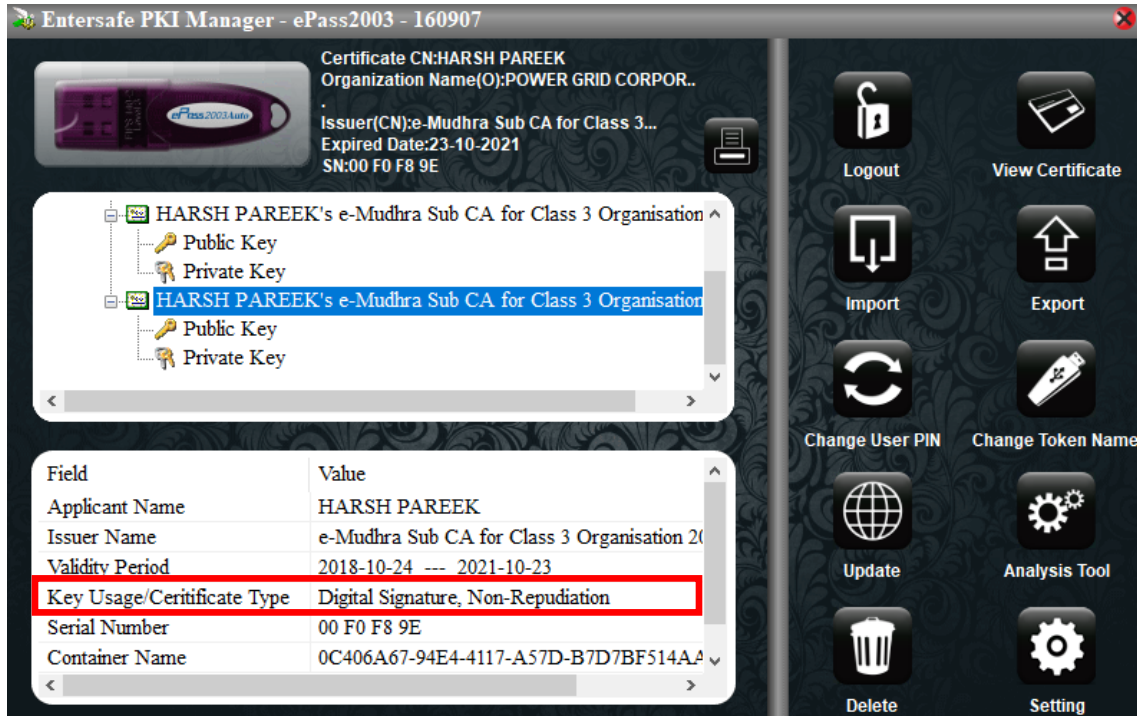 Entersafe PKI Manager - ePass2003 - 160907
Certificate CN:HARSH PAREEK
Organization Name(O):POWER GRID CORPOR..
.
Issuer(CN):e-Mudhra Sub CA for Class 3...
Expired Date:23-10-2021
SN:00 F0 F8 9E
ePass2003Auto
HARSH PAREEK's e-Mudhra Sub CA for Class 3 Organisation
Public Key
Private Key
HARSH PAREEK's e-Mudhra Sub CA for Class 3 Organisation
Public Key
Private Key
Field Value
Applicant Name HARSH PAREEK
Issuer Name e-Mudhra Sub CA for Class 3 Organisation 20
Validity Period 2018-10-24 --- 2021-10-23
Key Usage/Ceritificate Type Digital Signature, Non-Repudiation
Serial Number 00 F0 F8 9E
Container Name 0C406A67-94E4-4117-A57D-B7D7BF514AA
Logout View Certificate
Import Export
Change User PIN Change Token Name
Update Analysis Tool
Delete Setting